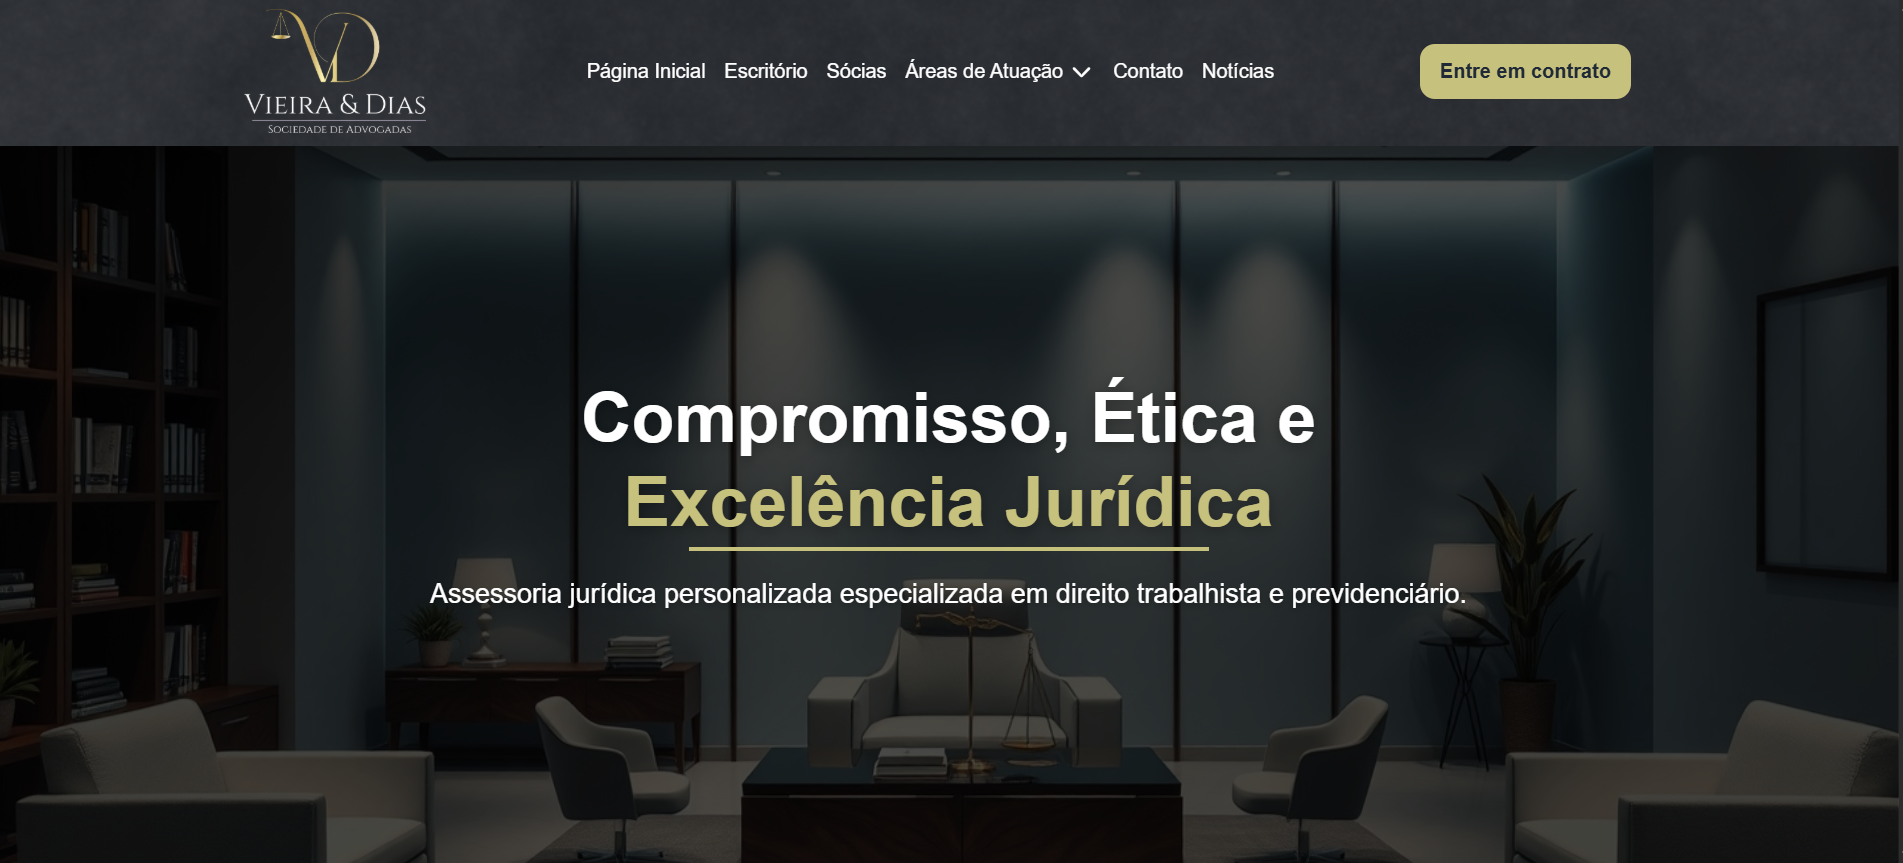 VIEIRA & DIAS
SOCIEDADE DE ADVOGADAS
Página Inicial Escritório Sócias Áreas de Atuação Contato Notícias
Entre em contrato
Compromisso, Ética e
Excelência Jurídica
Assessoria jurídica personalizada especializada em direito trabalhista e previdenciário.